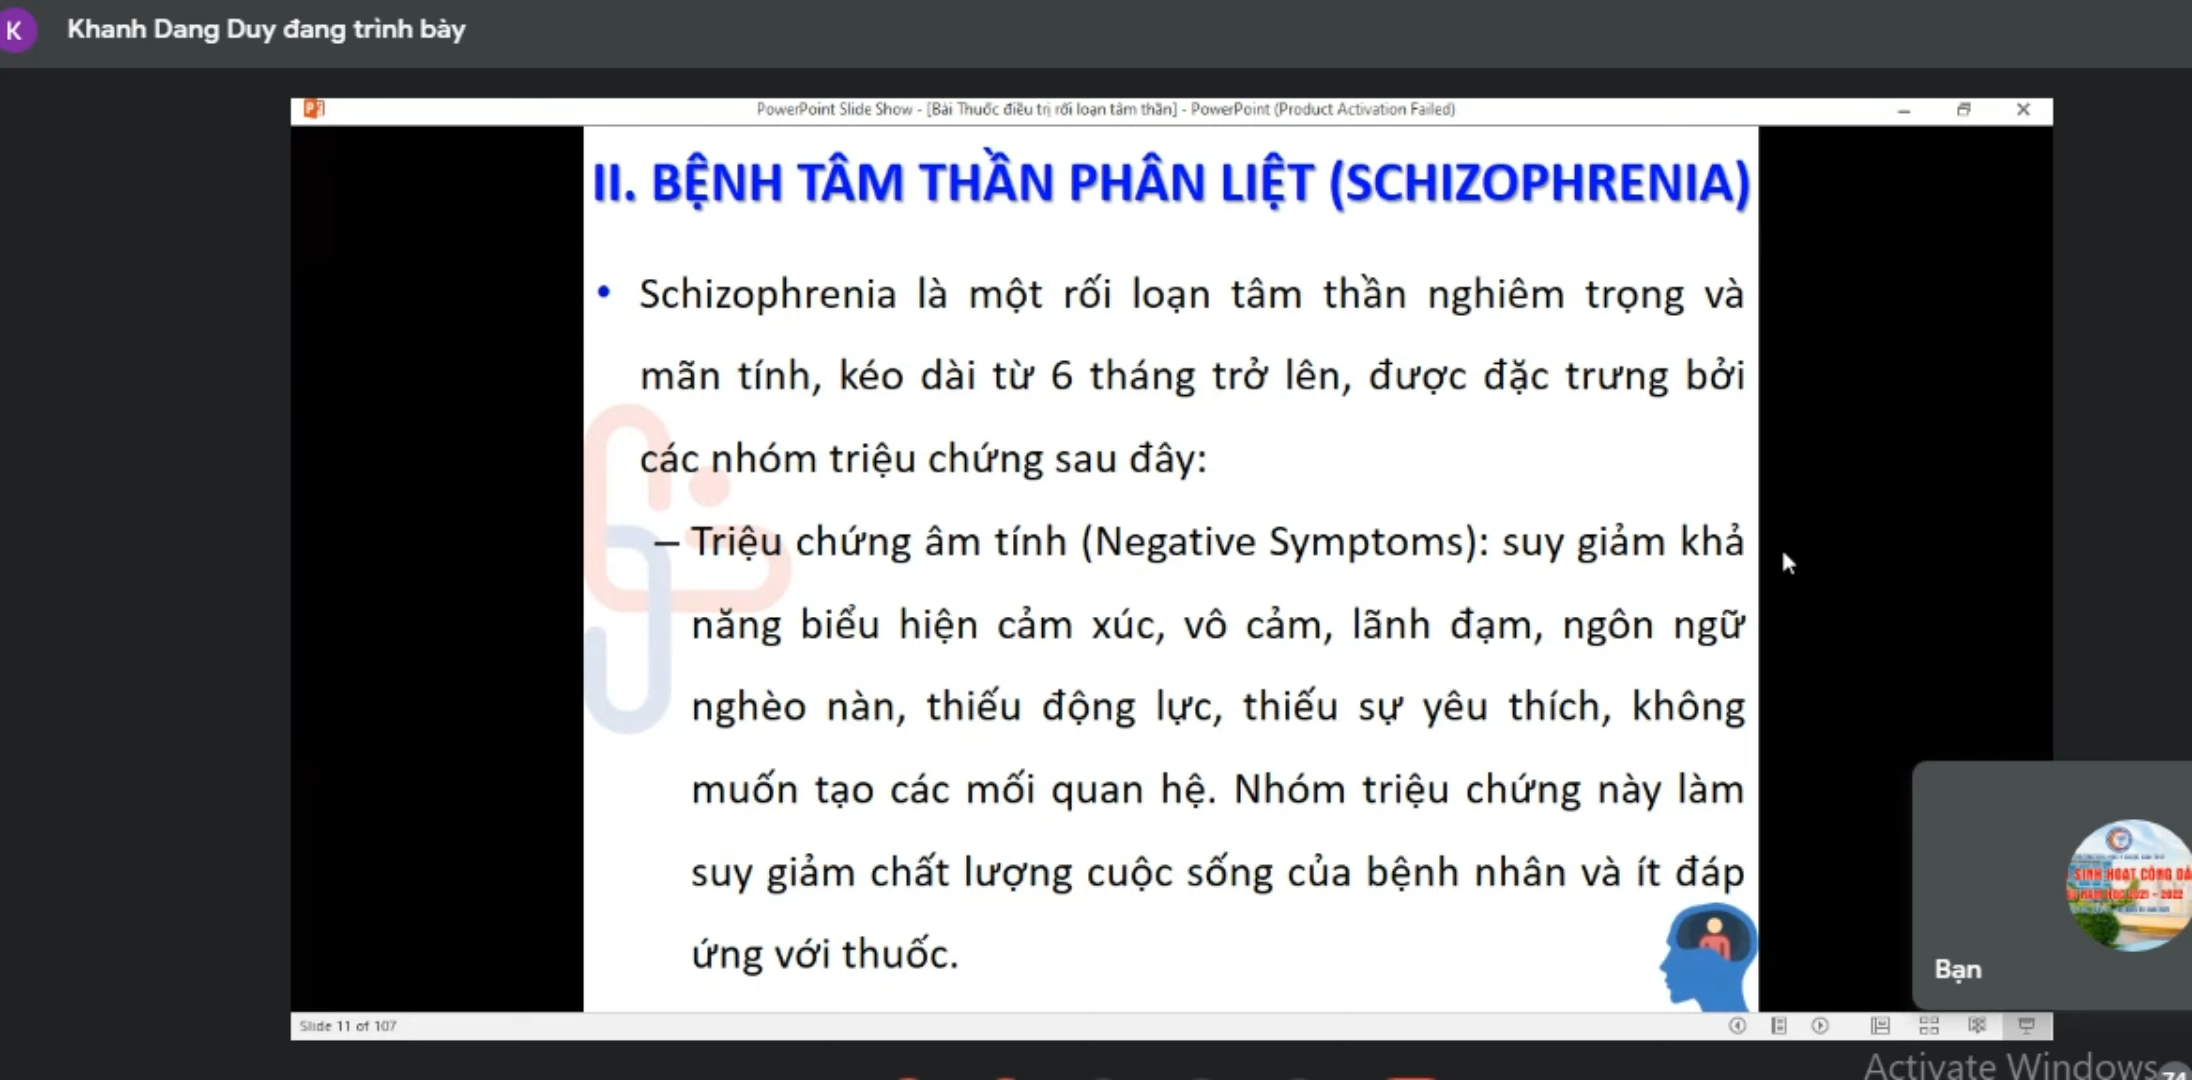 K
Khanh Dang Duy đang trình bày
PowerPoint Slide Show - [Bài Thuốc điều trị rối loạn tâm thần] - PowerPoint (Product Activation Failed)
II. BỆNH TÂM THẦN PHÂN LIỆT (SCHIZOPHRENIA)
• Schizophrenia là một rối loạn tâm thần nghiêm trọng và
mãn tính, kéo dài từ 6 tháng trở lên, được đặc trưng bởi
các nhóm triệu chứng sau đây:
– Triệu chứng âm tính (Negative Symptoms): suy giảm khả
năng biểu hiện cảm xúc, vô cảm, lãnh đạm, ngôn ngữ
nghèo nàn, thiếu động lực, thiếu sự yêu thích, không
muốn tạo các mối quan hệ. Nhóm triệu chứng này làm
suy giảm chất lượng cuộc sống của bệnh nhân và ít đáp
ứng với thuốc.
SINH HOẠT CÔNG DÂ
2021 - 2022
Bạn
Slide 11 of 107
Activate Windows